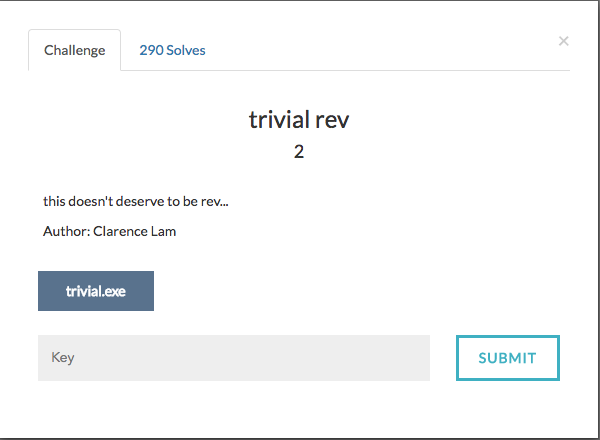 Challenge
290 Solves
×
trivial rev
2
this doesn't deserve to be rev...
Author: Clarence Lam
trivial.exe
Key
SUBMIT